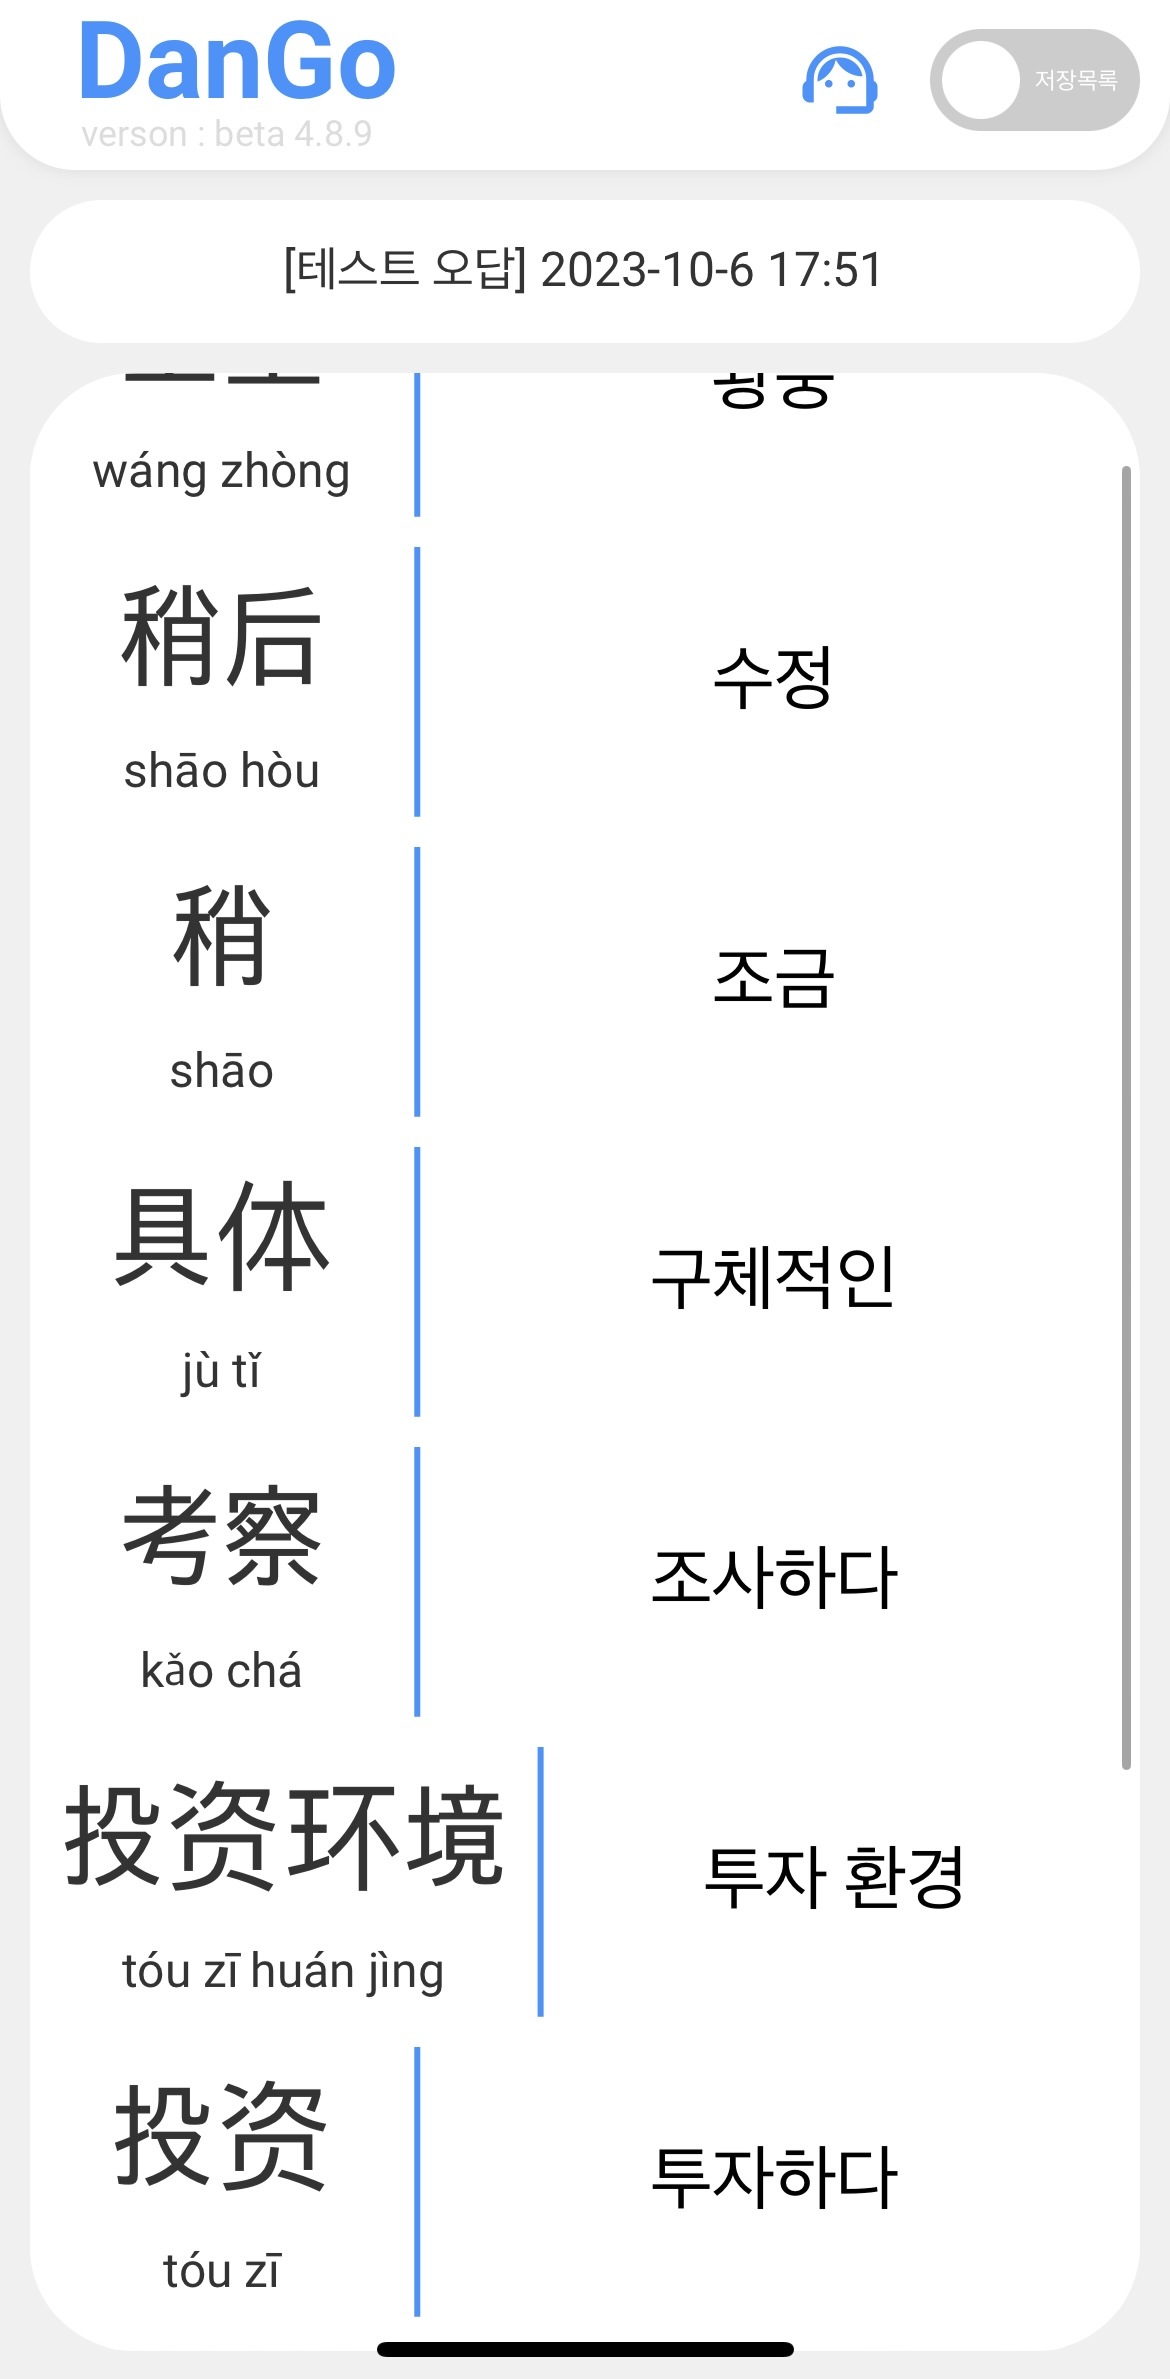 DanGo
verson : beta 4.8.9
저장목록
[테스트 오답] 2023-10-6 17:51
wáng zhòng
稍后
수정
shāo hòu
稍
조금
shāo
具体
구체적인
jù tǐ
考察
조사하다
kǎo chá
投资环境
투자 환경
tóu zī huán jìng
投资
투자하다
tóu zī